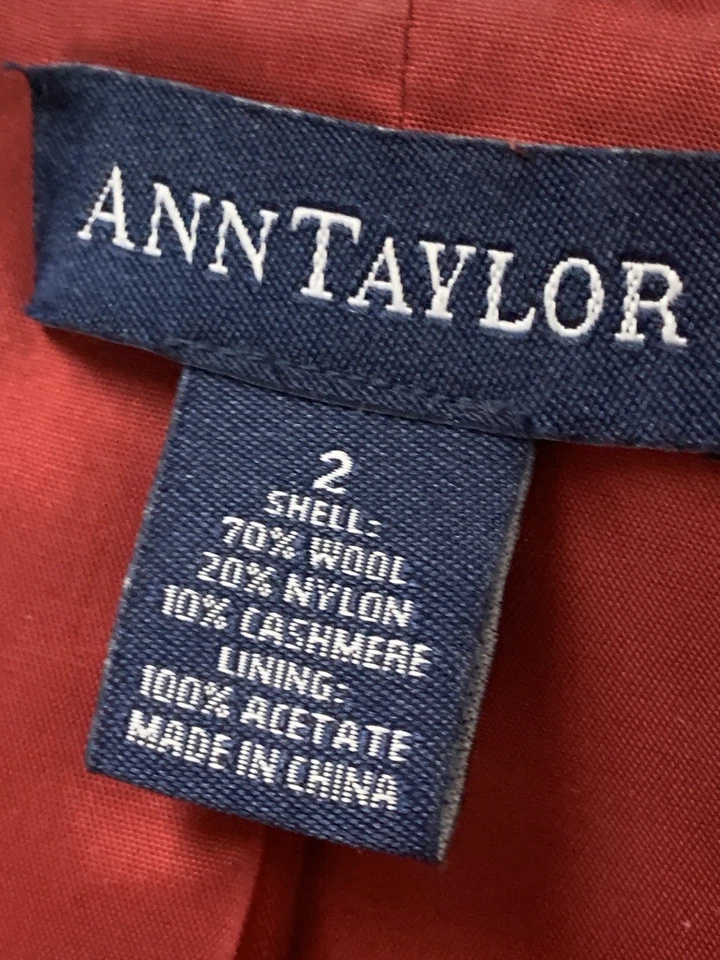 ANNTAYLOR
2
SHELL:
70% WOOL
20% NYLON
10% CASHMERE
LINING:
100% ACETATE
MADE IN CHINA